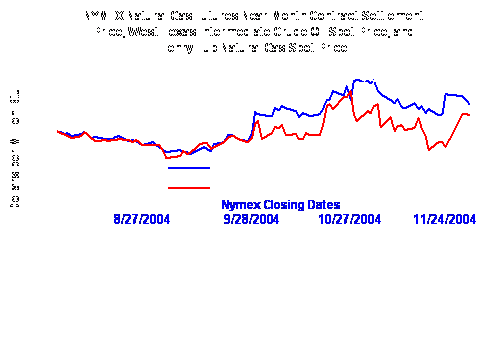 NYMEX Natural Gas Futures Near-Month Contract Settlement
Price, West Texas Intermediate Crude Oil Spot Price, and
Henry Hub Natural Gas Spot Price
Nymex Closing Dates
8/27/2004 9/28/2004 10/27/2004 11/24/2004